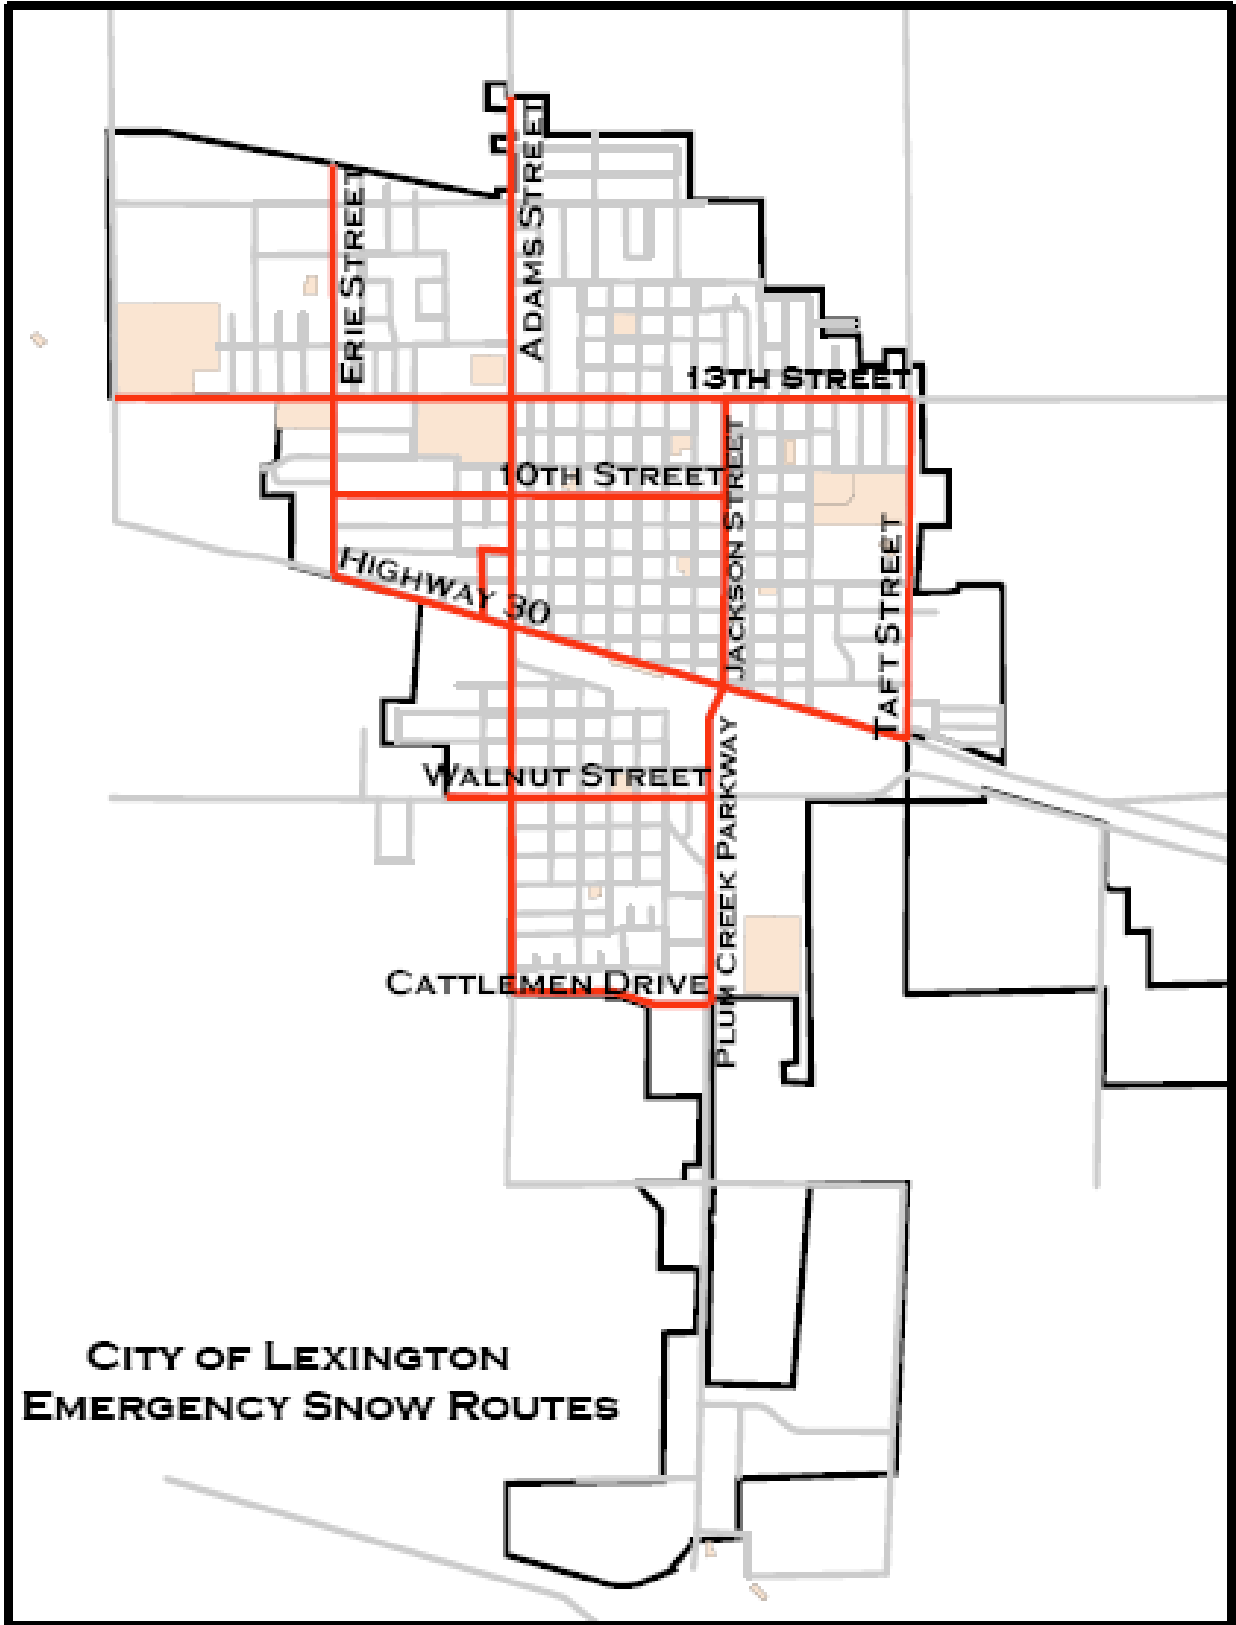 Erie Street
Adams Street
13th Street
10th Street
Jackson Street
Highway 30
Taft Street
Walnut Street
Plum Creek Parkway
Cattlemen Drive
City of Lexington
Emergency Snow Routes